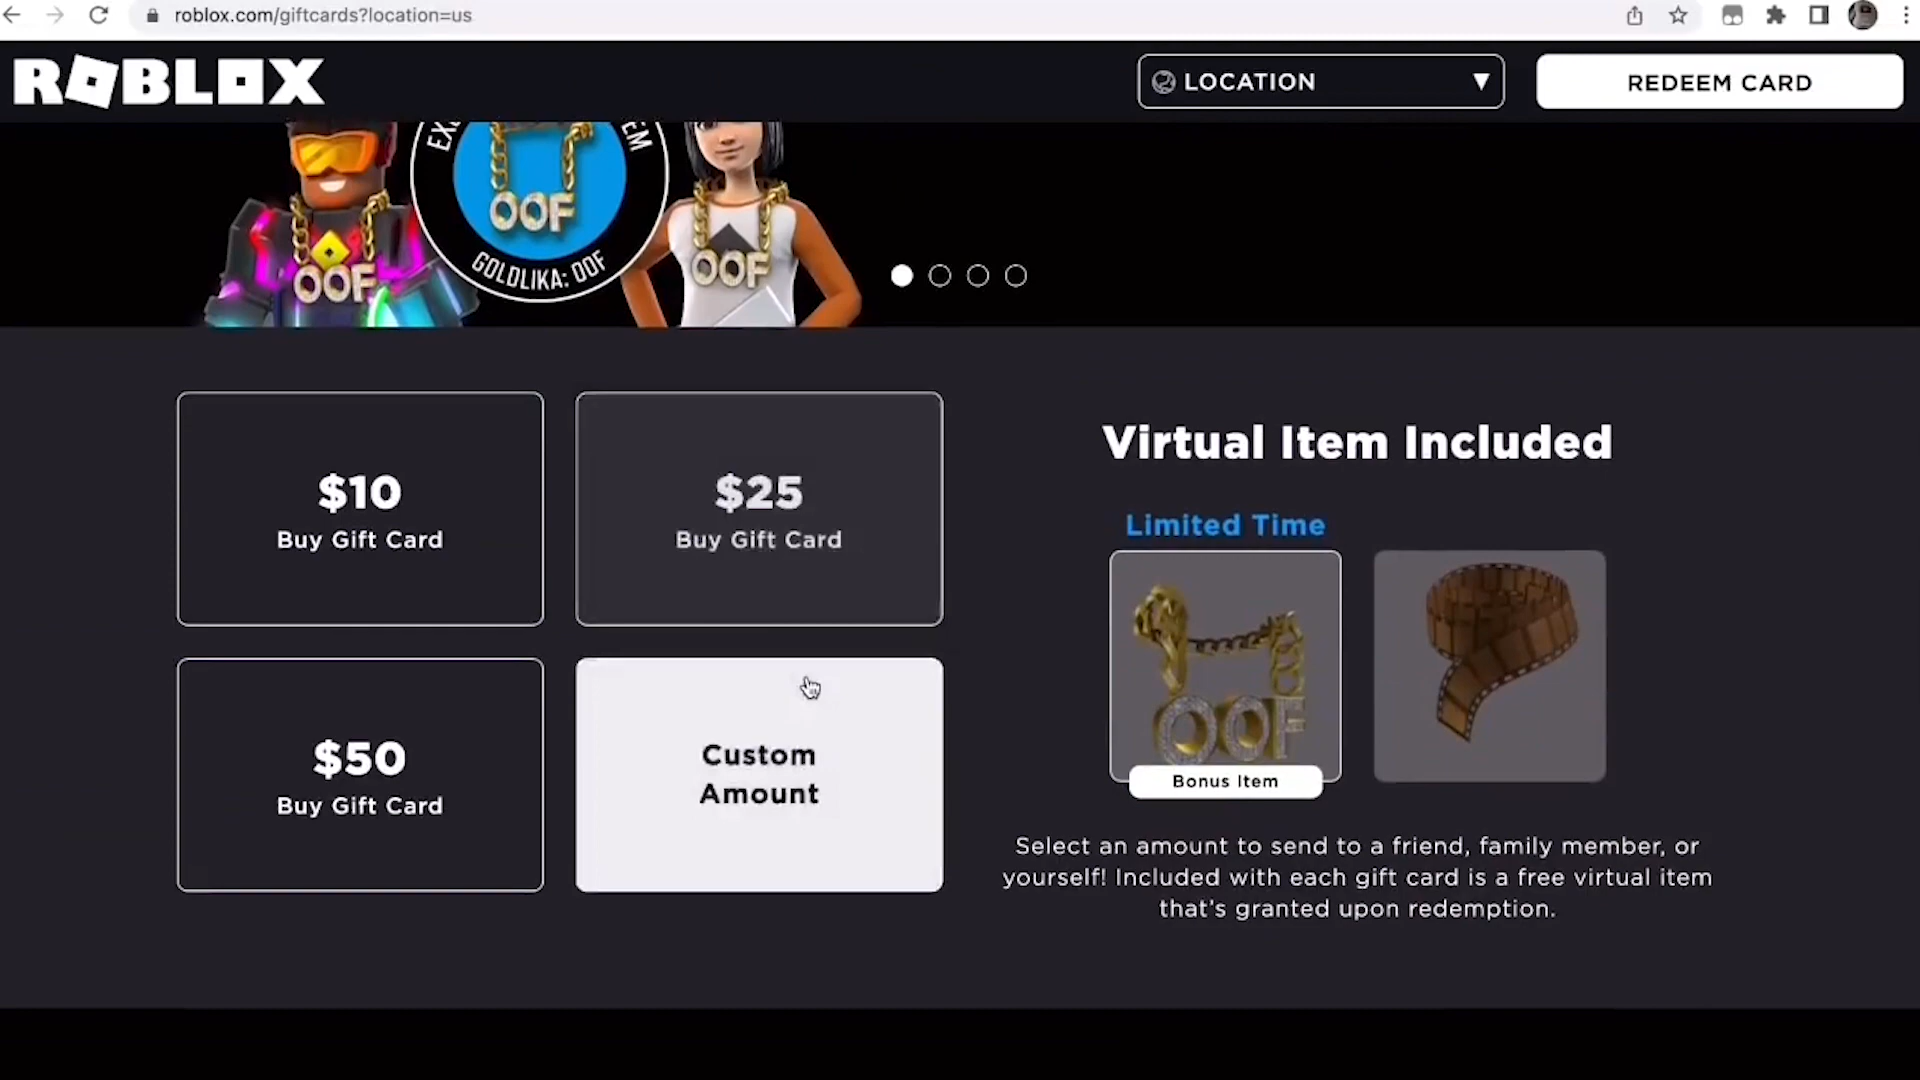 roblox.com/giftcards?location=us
ROBLOX
LOCATION
REDEEM CARD
EM
OOF
OOF
OOF
GOLDLIKA: OOF
$10
Buy Gift Card
$25
Buy Gift Card
$50
Buy Gift Card
Custom
Amount
Virtual Item Included
Limited Time
OOF
Bonus Item
Select an amount to send to a friend, family member, or
yourself! Included with each gift card is a free virtual item
that's granted upon redemption.